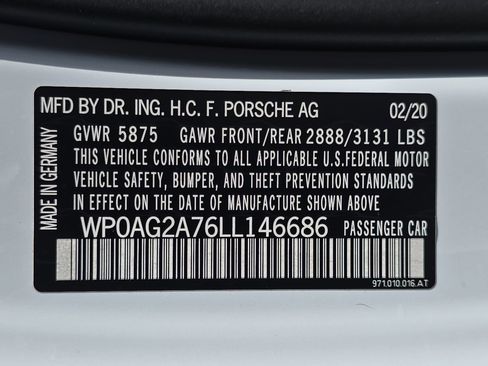 MFD BY DR. ING. H.C. F. PORSCHE AG 02/20
GVWR 5875 GAWR FRONT/REAR 2888/3131 LBS
THIS VEHICLE CONFORMS TO ALL APPLICABLE U.S.FEDERAL MOTOR
VEHICLE SAFETY, BUMPER, AND THEFT PREVENTION STANDARDS
IN EFFECT ON THE DATE OF MANUFACTURE SHOWN ABOVE.
WP0AG2A76LL146686 PASSENGER CAR
971.010.016.AT
MADE IN GERMANY